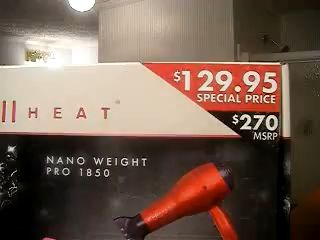 $129.95
SPECIAL PRICE
HEAT®
$270
MSRP
NANO WEIGHT
PRO 1850